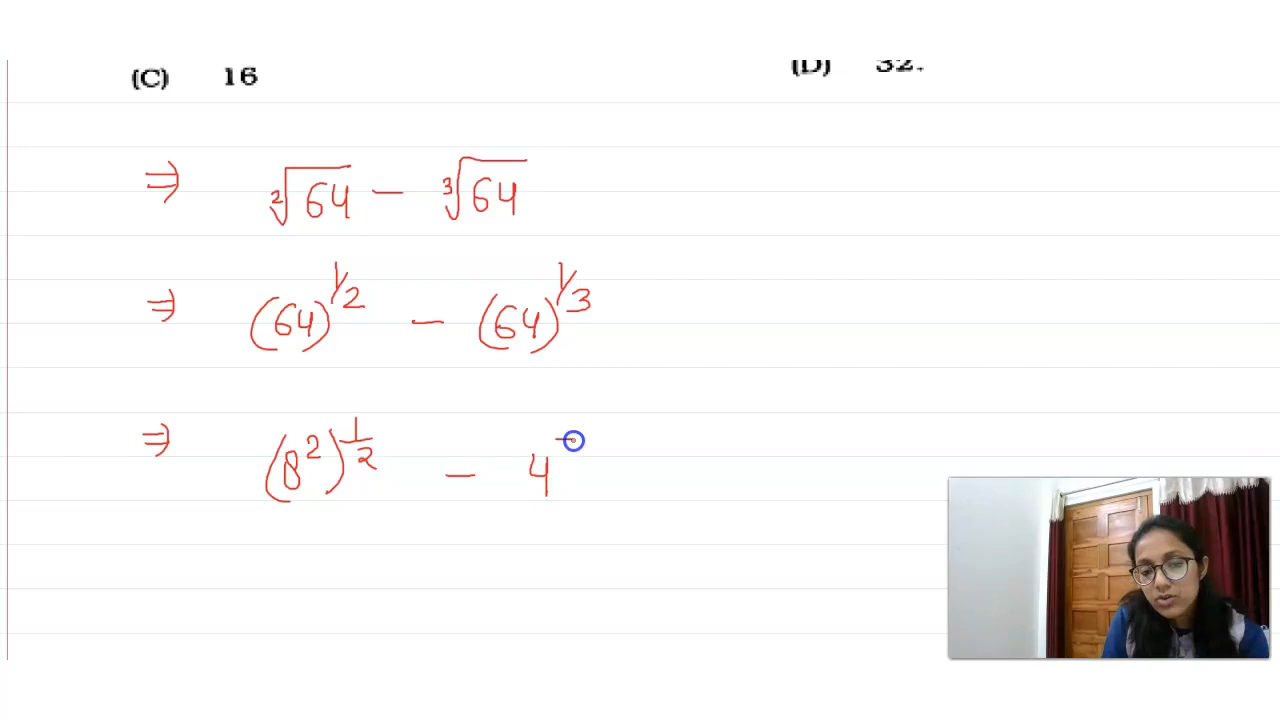 (C) 16 (D) 32.
⇒ ²√64 − ³√64
⇒ (64)^1/2 − (64)^1/3
⇒ (8²)^1/2 − 4